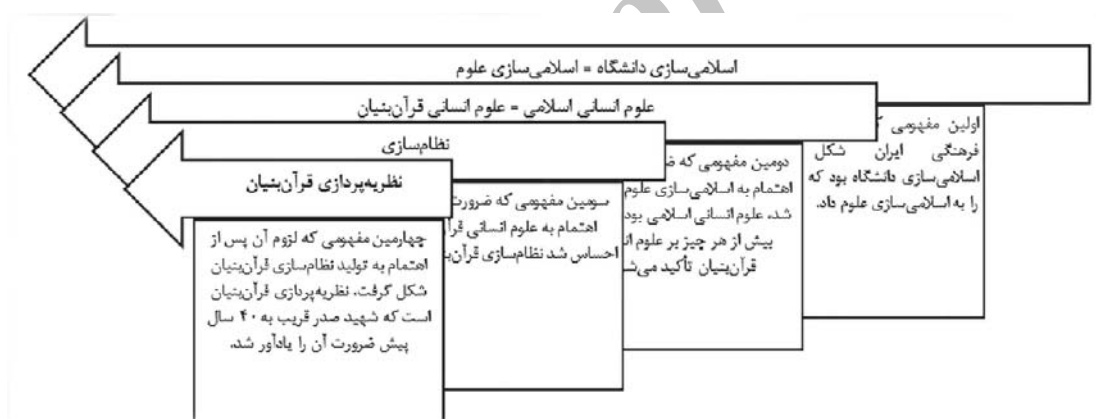 اسلامی‌سازی دانشگاه = اسلامی‌سازی علوم
علوم انسانی اسلامی = علوم انسانی قرآن‌بنیان
نظام‌سازی
نظریه‌پردازی قرآن‌بنیان
اولین مفهومی
فرهنگی ایران شکل
اسلامی‌سازی دانشگاه بود که
را به اسلامی‌سازی علوم داد.
دومین مفهومی که
اهتمام به اسلامی‌سازی علوم
شد، علوم انسانی اسلامی بود
بیش از هر چیز بر علوم
قرآن‌بنیان تأکید
سومین مفهومی که ضرورت
اهتمام به علوم انسانی
احساس شد نظام‌سازی
چهارمین مفهومی که لزوم آن پس از
اهتمام به تولید نظام‌سازی قرآن‌بنیان
شکل گرفت، نظریه‌پردازی قرآن‌بنیان
است که شهید صدر قریب به ۴۰ سال
پیش ضرورت آن را یادآور شد.